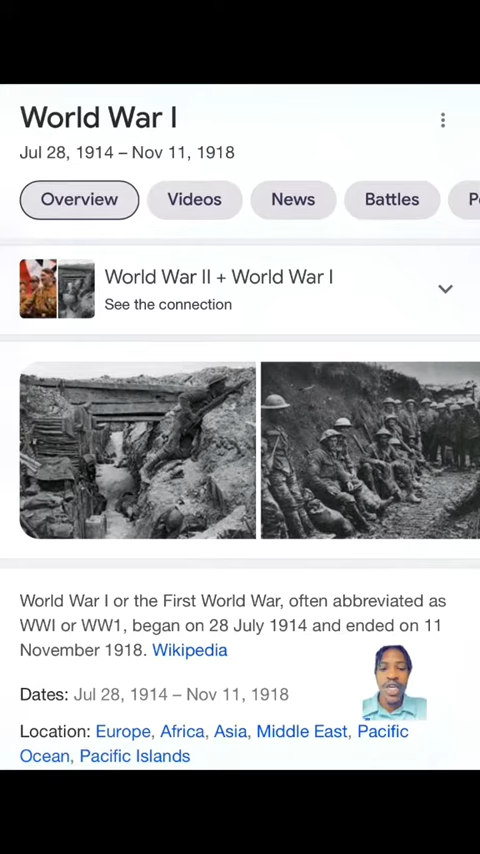 World War I
Jul 28, 1914 – Nov 11, 1918
Overview
Videos
News
Battles
World War II + World War I
See the connection
World War I or the First World War, often abbreviated as
WWI or WW1, began on 28 July 1914 and ended on 11
November 1918. Wikipedia
Dates: Jul 28, 1914 – Nov 11, 1918
Location: Europe, Africa, Asia, Middle East, Pacific
Ocean, Pacific Islands